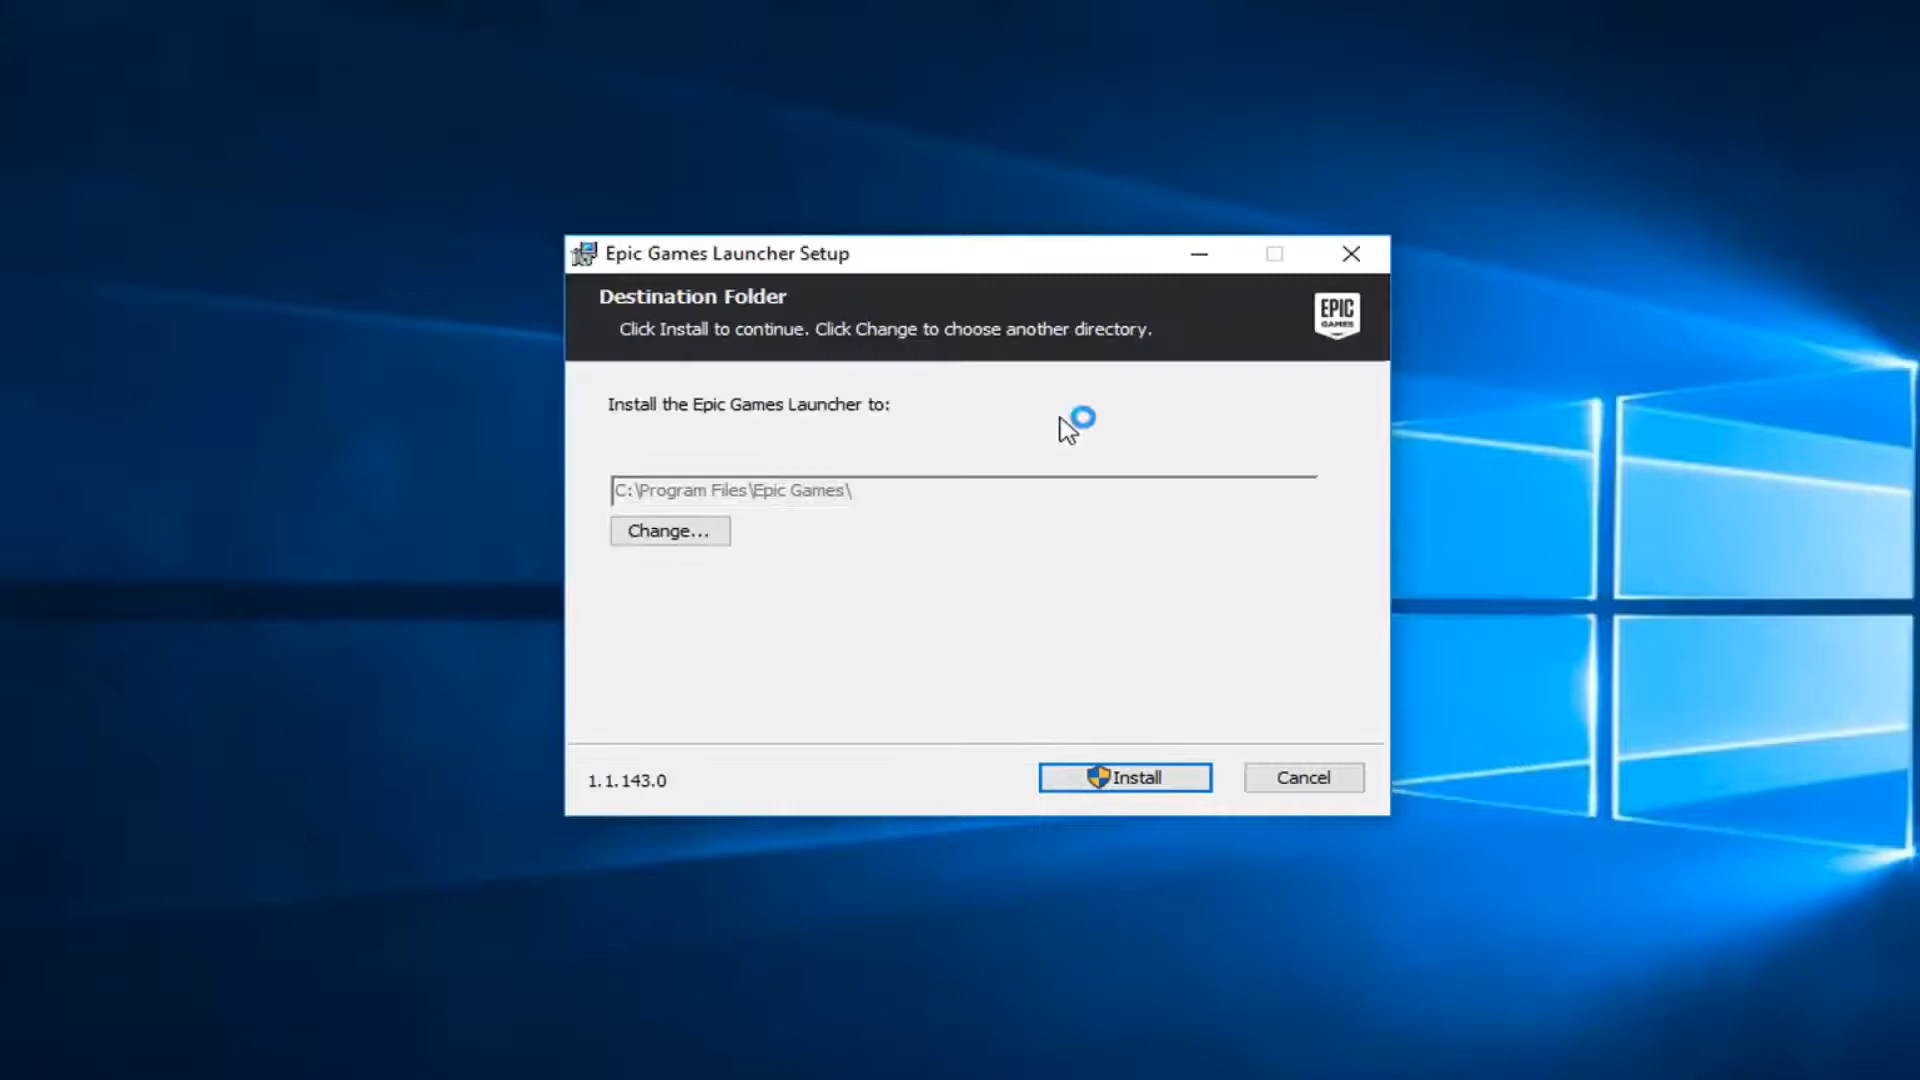 Epic Games Launcher Setup
Destination Folder
Click Install to continue. Click Change to choose another directory.
EPIC
GAMES
Install the Epic Games Launcher to:
C:\Program Files\Epic Games\
Change...
1.1.143.0
Install
Cancel